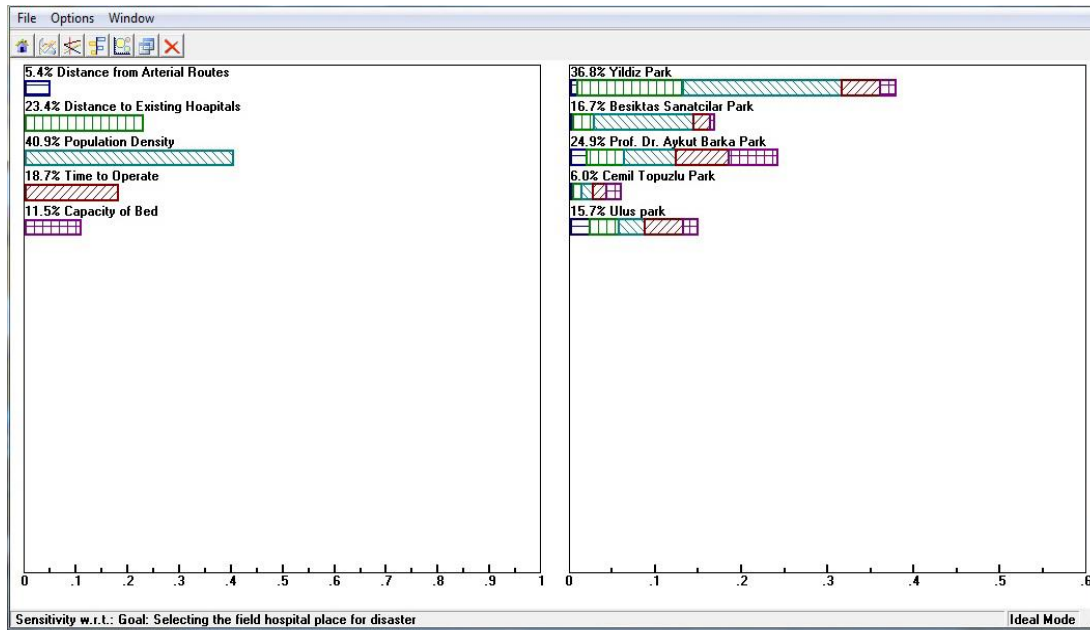 File Options Window
5.4% Distance from Arterial Routes
23.4% Distance to Existing Hoapitals
40.9% Population Density
18.7% Time to Operate
11.5% Capacity of Bed
0 .1 .2 .3 .4 .5 .6 .7 .8 .9 1
36.8% Yildiz Park
16.7% Besiktas Sanatcilar Park
24.9% Prof. Dr. Aykut Barka Park
6.0% Cemil Topuzlu Park
15.7% Ulus park
0 .1 .2 .3 .4 .5 .6
Sensitivity w.r.t.: Goal: Selecting the field hospital place for disaster
Ideal Mode